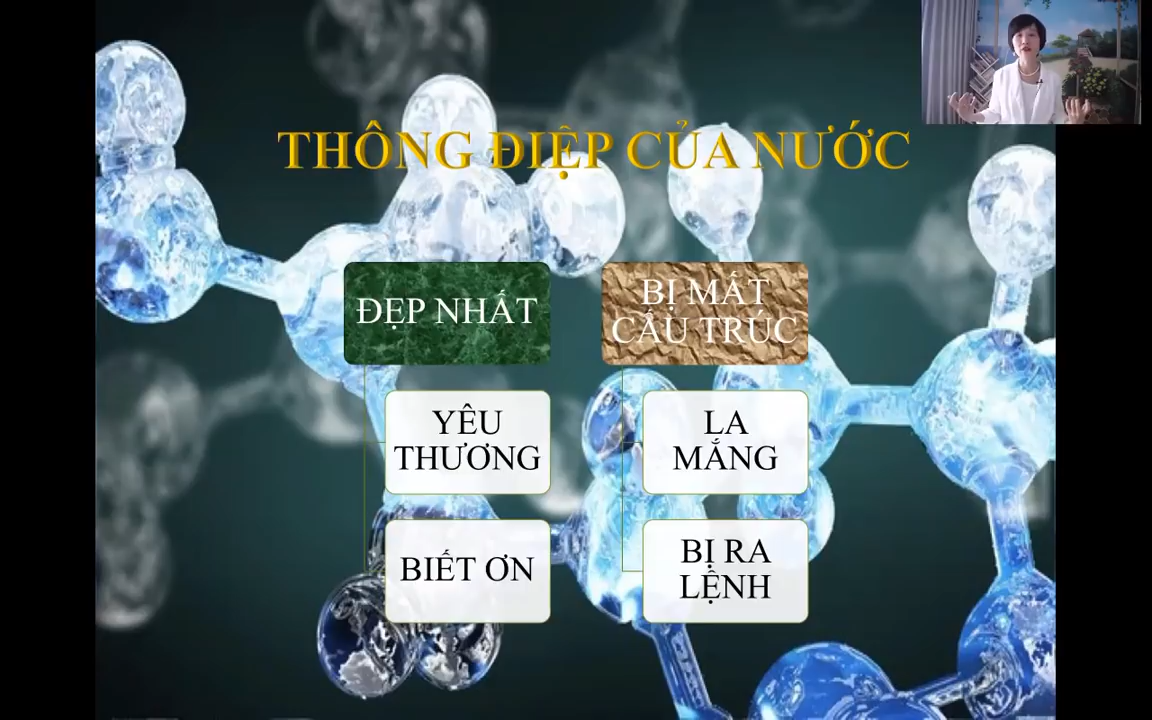 THÔNG ĐIỆP CỦA NƯỚC
ĐẸP NHẤT
YÊU
THƯƠNG
BIẾT ƠN
BỊ MẤT
CẤU TRÚC
LA
MẮNG
BỊ RA
LỆNH